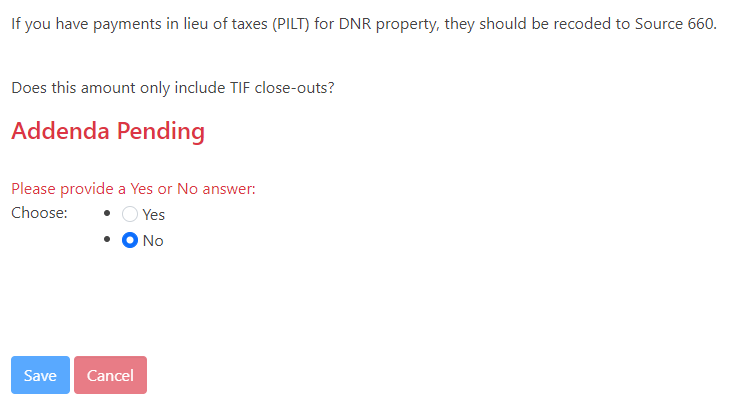 If you have payments in lieu of taxes (PILT) for DNR property, they should be recoded to Source 660.
Does this amount only include TIF close-outs?
Addenda Pending
Please provide a Yes or No answer:
Choose:
Yes
No
Save Cancel